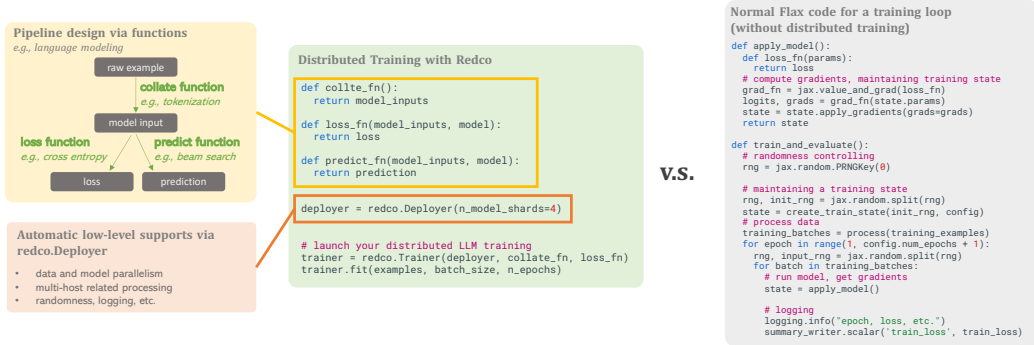 Pipeline design via functions
e.g., language modeling
raw example
collate function
e.g., tokenization
model input
loss function
e.g., cross entropy
predict function
e.g., beam search
loss
prediction
Automatic low-level supports via
redco.Deployer
• data and model parallelism
• multi-host related processing
• randomness, logging, etc.
Distributed Training with Redco
def collte_fn():
  return model_inputs
def loss_fn(model_inputs, model):
  return loss
def predict_fn(model_inputs, model):
  return prediction
deployer = redco.Deployer(n_model_shards=4)
# launch your distributed LLM training
trainer = redco.Trainer(deployer, collate_fn, loss_fn)
trainer.fit(examples, batch_size, n_epochs)
v.s.
Normal Flax code for a training loop
(without distributed training)
def apply_model():
  def loss_fn(params):
    return loss
  # compute gradients, maintaining training state
  grad_fn = jax.value_and_grad(loss_fn)
  logits, grads = grad_fn(state.params)
  state = state.apply_gradients(grads=grads)
  return state
def train_and_evaluate():
  # randomness controlling
  rng = jax.random.PRNGKey(0)
  # maintaining a training state
  rng, init_rng = jax.random.split(rng)
  state = create_train_state(init_rng, config)
  # process data
  training_batches = process(training_examples)
  for epoch in range(1, config.num_epochs + 1):
    rng, input_rng = jax.random.split(rng)
    for batch in training_batches:
      # run model, get gradients
      state = apply_model()
      # logging
      logging.info("epoch, loss, etc.")
      summary_writer.scalar('train_loss', train_loss)